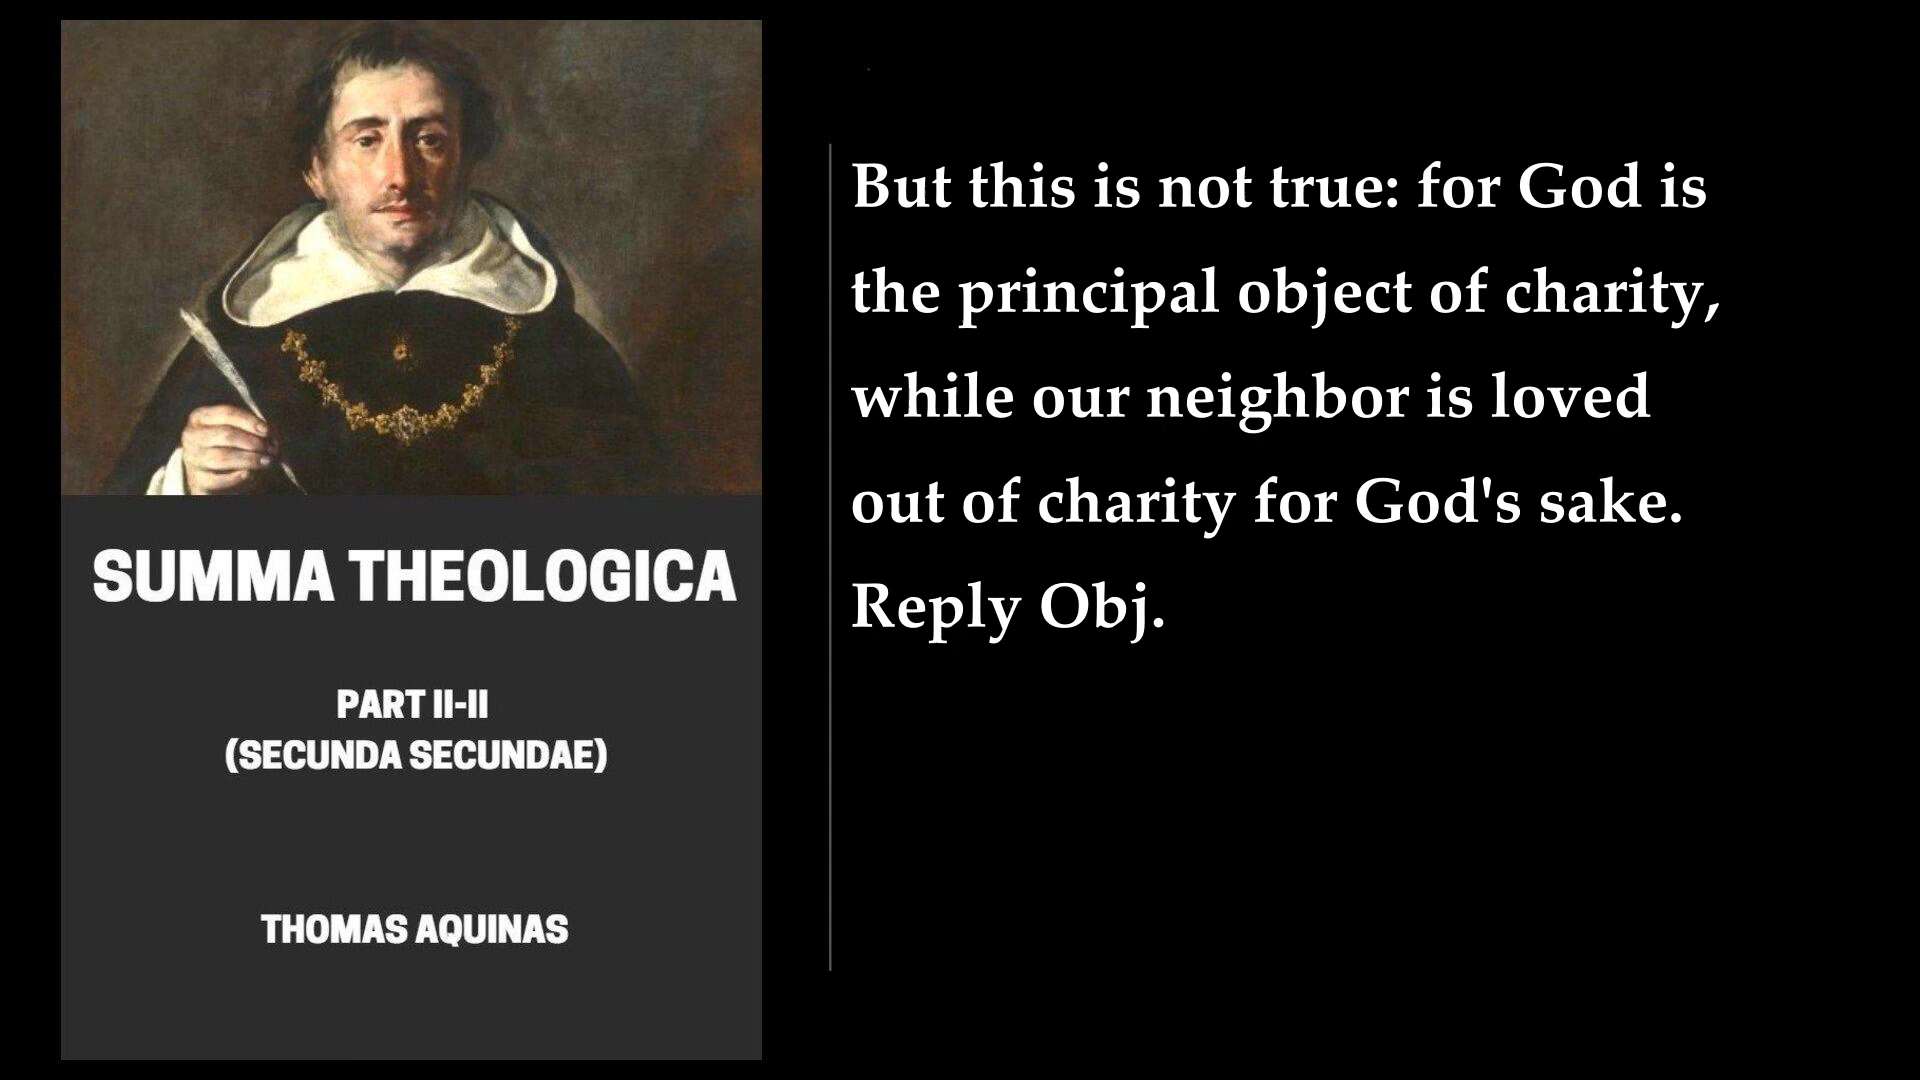 SUMMA THEOLOGICA
PART II-II
(SECUNDA SECUNDAE)
THOMAS AQUINAS
But this is not true: for God is
the principal object of charity,
while our neighbor is loved
out of charity for God's sake.
Reply Obj.